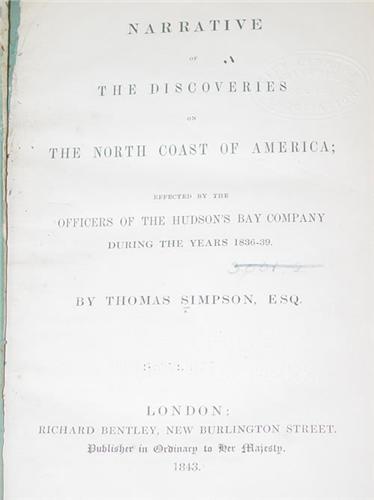 NARRATIVE
OF
THE DISCOVERIES
ON
THE NORTH COAST OF AMERICA;
EFFECTED BY THE
OFFICERS OF THE HUDSON'S BAY COMPANY
DURING THE YEARS 1836-39.
BY THOMAS SIMPSON, ESQ.
LONDON:
RICHARD BENTLEY, NEW BURLINGTON STREET.
Publisher in Ordinary to Her Majesty.
1843.